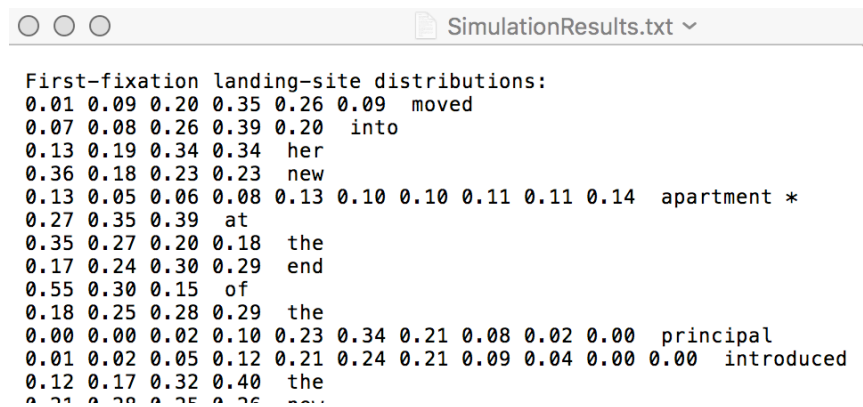 SimulationResults.txt
First-fixation landing-site distributions:
0.01 0.09 0.20 0.35 0.26 0.09 moved
0.07 0.08 0.26 0.39 0.20 into
0.13 0.19 0.34 0.34 her
0.36 0.18 0.23 0.23 new
0.13 0.05 0.06 0.08 0.13 0.10 0.10 0.11 0.11 0.14 apartment *
0.27 0.35 0.39 at
0.35 0.27 0.20 0.18 the
0.17 0.24 0.30 0.29 end
0.55 0.30 0.15 of
0.18 0.25 0.28 0.29 the
0.00 0.00 0.02 0.10 0.23 0.34 0.21 0.08 0.02 0.00 principal
0.01 0.02 0.05 0.12 0.21 0.24 0.21 0.09 0.04 0.00 0.00 introduced
0.12 0.17 0.32 0.40 the